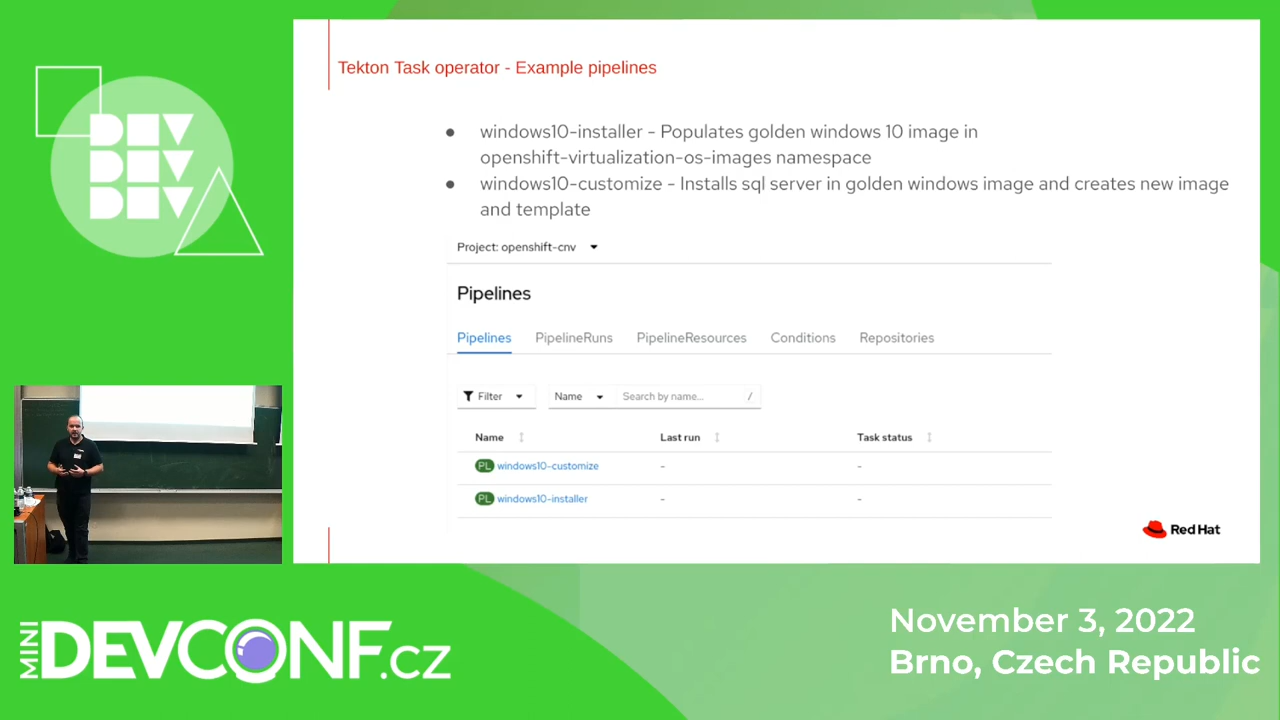 DEV
DEV
DEV
Tekton Task operator - Example pipelines
● windows10-installer - Populates golden windows 10 image in
openshift-virtualization-os-images namespace
● windows10-customize - Installs sql server in golden windows image and creates new image
and template
Project: openshift-cnv
Pipelines
Pipelines PipelineRuns PipelineResources Conditions Repositories
Filter Name Search by name... /
Name Last run Task status
PL windows10-customize - -
PL windows10-installer - -
Red Hat
MINI DEVCONF.cz
November 3, 2022
Brno, Czech Republic